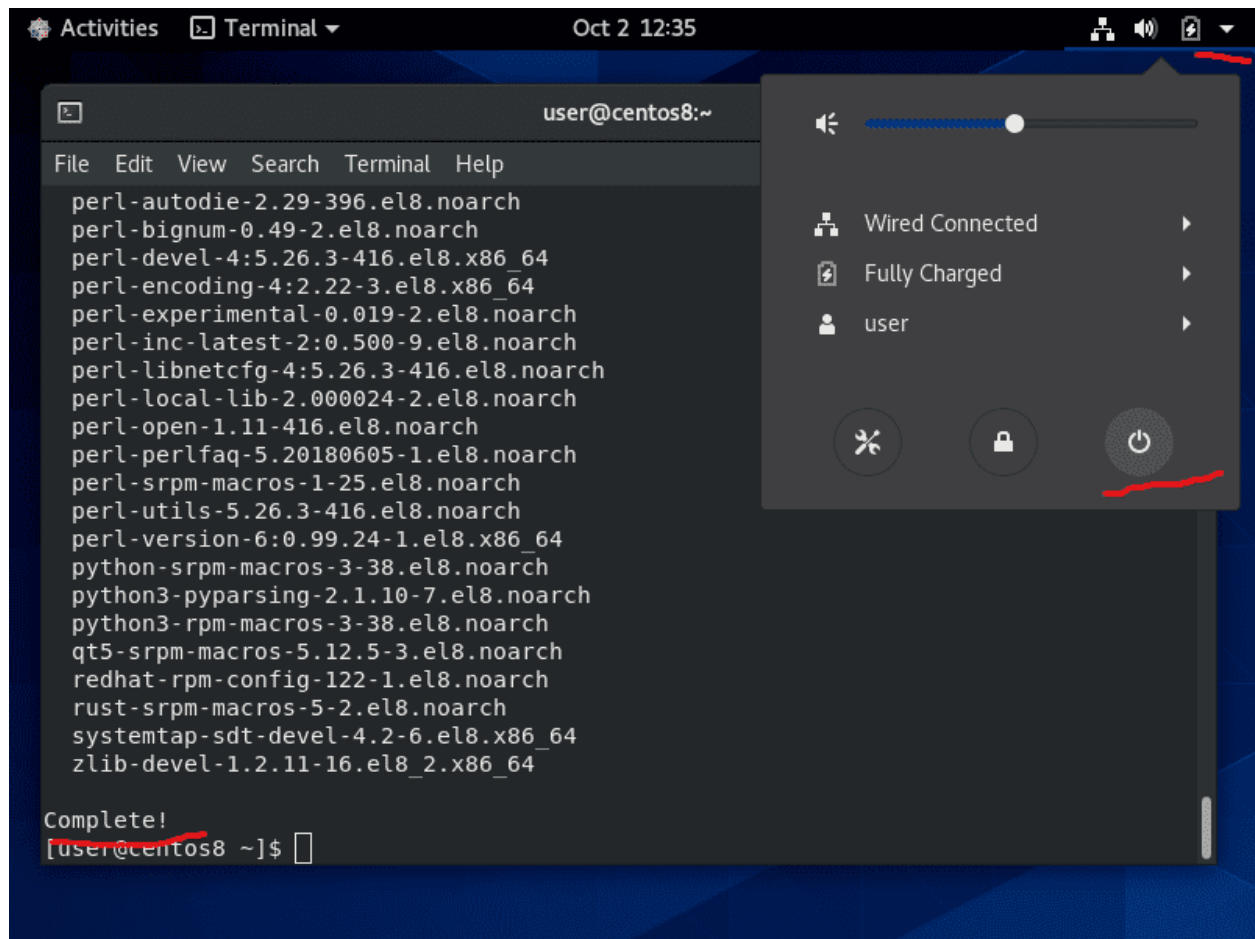 Activities Terminal Oct 2 12:35
user@centos8:~
File Edit View Search Terminal Help
perl-autodie-2.29-396.el8.noarch
perl-bignum-0.49-2.el8.noarch
perl-devel-4:5.26.3-416.el8.x86_64
perl-encoding-4:2.22-3.el8.x86_64
perl-experimental-0.019-2.el8.noarch
perl-inc-latest-2:0.500-9.el8.noarch
perl-libnetcfg-4:5.26.3-416.el8.noarch
perl-local-lib-2.000024-2.el8.noarch
perl-open-1.11-416.el8.noarch
perl-perlfaq-5.20180605-1.el8.noarch
perl-srpm-macros-1-25.el8.noarch
perl-utils-5.26.3-416.el8.noarch
perl-version-6:0.99.24-1.el8.x86_64
python-srpm-macros-3-38.el8.noarch
python3-pyparsing-2.1.10-7.el8.noarch
python3-rpm-macros-3-38.el8.noarch
qt5-srpm-macros-5.12.5-3.el8.noarch
redhat-rpm-config-122-1.el8.noarch
rust-srpm-macros-5-2.el8.noarch
systemtap-sdt-devel-4.2-6.el8.x86_64
zlib-devel-1.2.11-16.el8_2.x86_64
Complete!
[user@centos8 ~]$
Wired Connected
Fully Charged
user